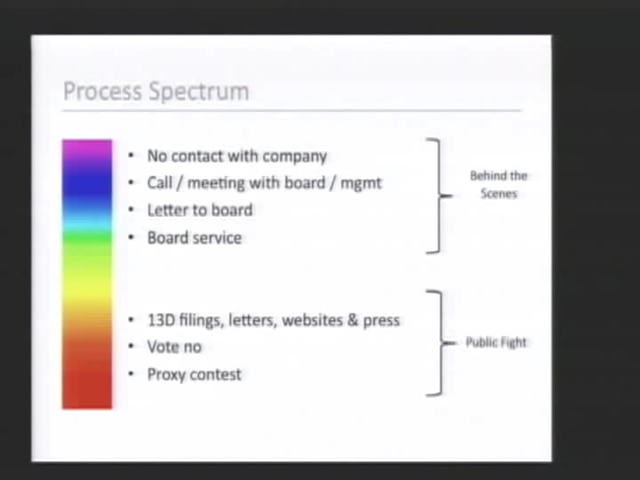 Process Spectrum
• No contact with company
• Call / meeting with board / mgmt
• Letter to board
• Board service
Behind the
Scenes
• 13D filings, letters, websites & press
• Vote no
• Proxy contest
Public Fight